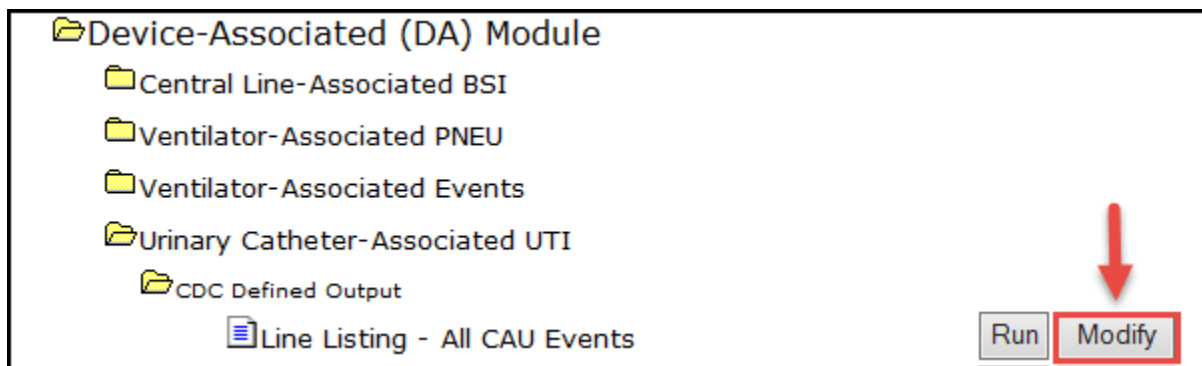 Device-Associated (DA) Module
Central Line-Associated BSI
Ventilator-Associated PNEU
Ventilator-Associated Events
Urinary Catheter-Associated UTI
CDC Defined Output
Line Listing - All CAU Events Run Modify